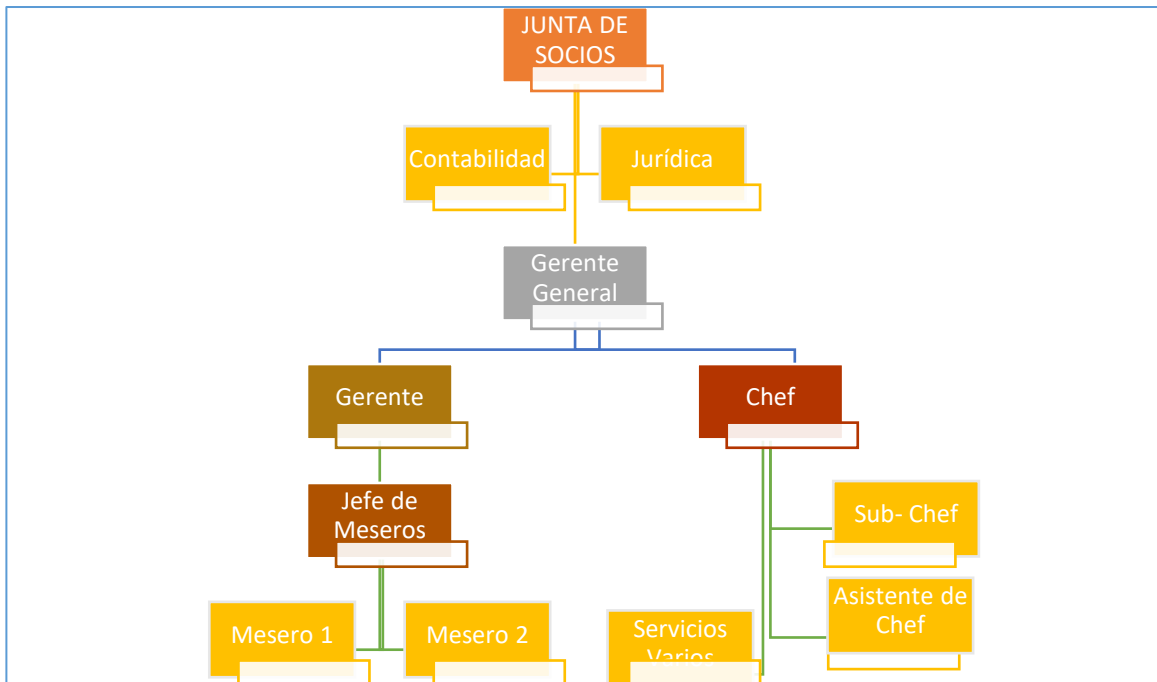 JUNTA DE
SOCIOS
Contabilidad
Jurídica
Gerente
General
Gerente
Chef
Jefe de
Meseros
Sub- Chef
Asistente de
Chef
Mesero 1
Mesero 2
Servicios
Varios